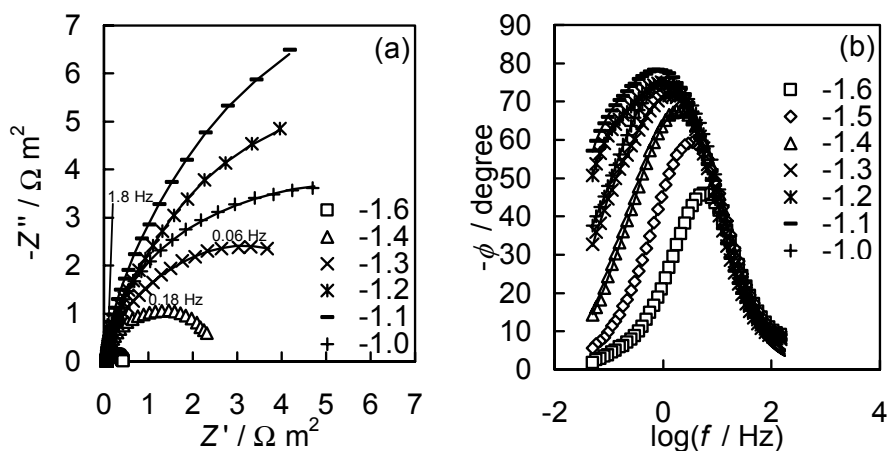 (a)
-Z'' / Ω m²
7
6
5
4
3
2
1
0
1.8 Hz
0.06 Hz
0.18 Hz
-1.6
-1.4
-1.3
-1.2
-1.1
-1.0
0 1 2 3 4 5 6 7
Z' / Ω m²
(b)
-ϕ / degree
90
80
70
60
50
40
30
20
10
0
-1.6
-1.5
-1.4
-1.3
-1.2
-1.1
-1.0
-2 0 2 4
log(f / Hz)